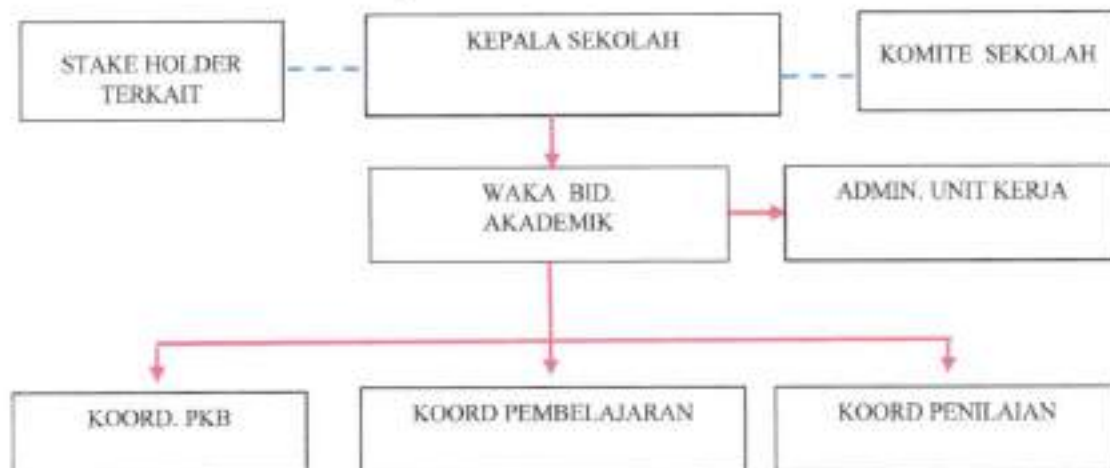 KEPALA SEKOLAH
STAKE HOLDER
TERKAIT
KOMITE SEKOLAH
WAKA BID.
AKADEMIK
ADMIN. UNIT KERJA
KOORD. PKB
KOORD PEMBELAJARAN
KOORD PENILAIAN